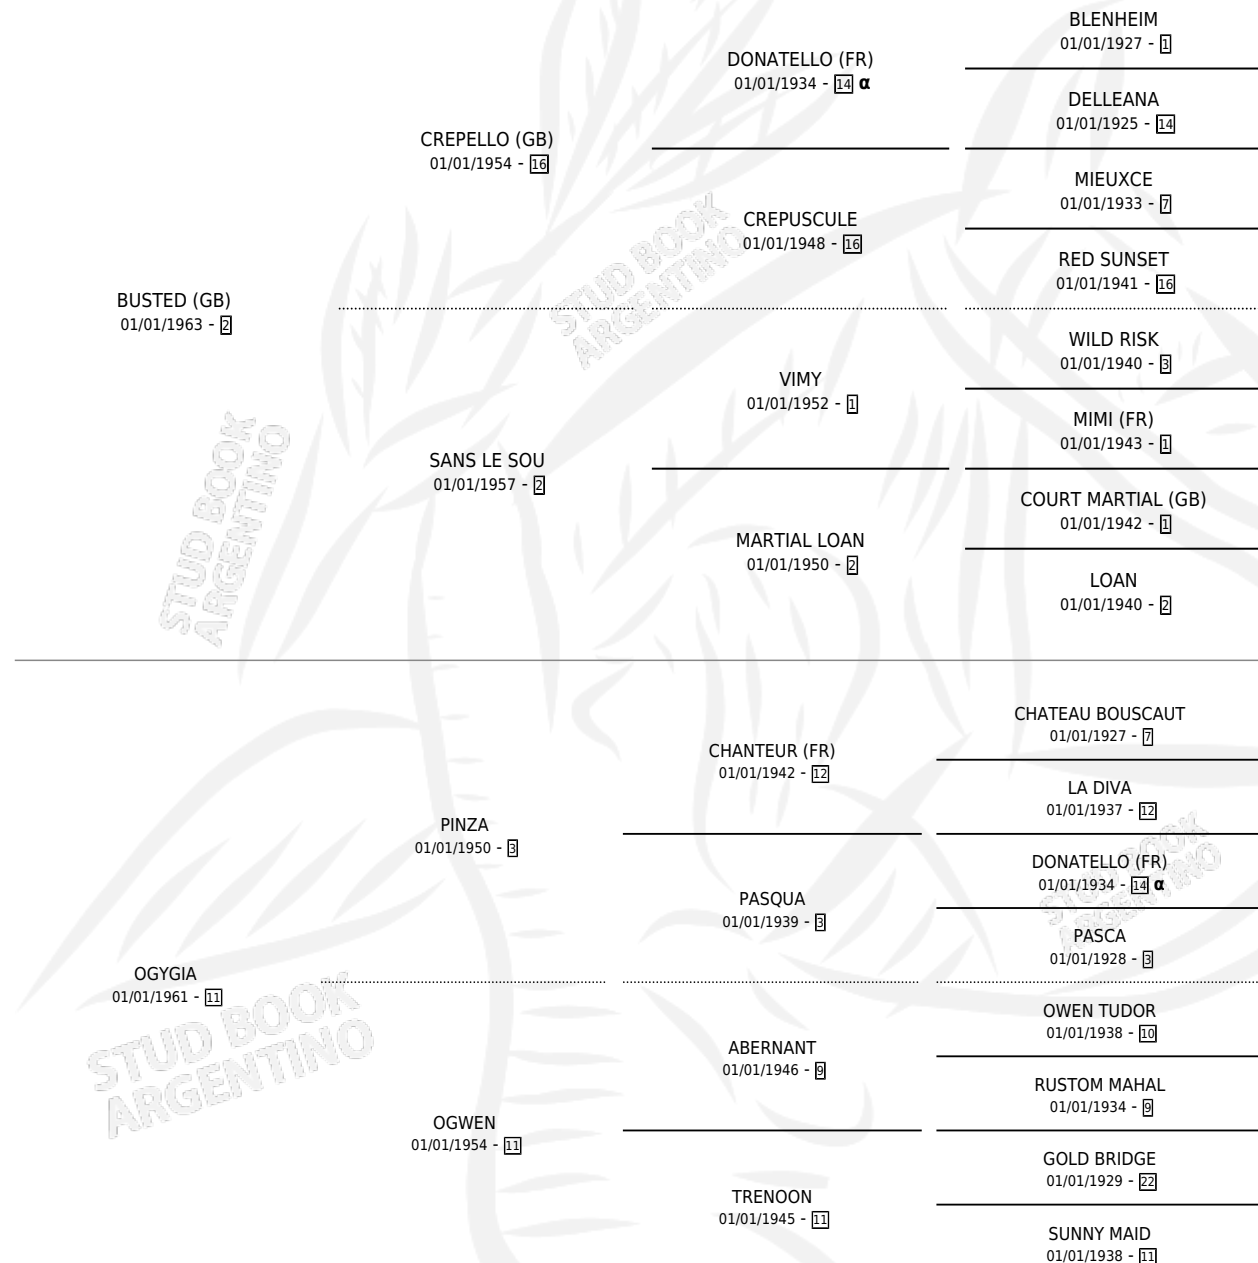 BLENHEIM
01/01/1927 - 1
DONATELLO (FR)
01/01/1934 - 14 α
DELLEANA
01/01/1925 - 14
CREPELLO (GB)
01/01/1954 - 16
MIEUXCE
01/01/1933 - 7
CREPUSCULE
01/01/1948 - 16
RED SUNSET
01/01/1941 - 16
STUD BOOK
ARGENTINO
BUSTED (GB)
01/01/1963 - 2
WILD RISK
01/01/1940 - 3
VIMY
01/01/1952 - 1
MIMI (FR)
01/01/1943 - 1
SANS LE SOU
01/01/1957 - 2
COURT MARTIAL (GB)
01/01/1942 - 1
MARTIAL LOAN
01/01/1950 - 2
LOAN
01/01/1940 - 2
STUD BOOK
ARGENTINO
CHATEAU BOUSCAUT
01/01/1927 - 7
CHANTEUR (FR)
01/01/1942 - 12
LA DIVA
01/01/1937 - 12
PINZA
01/01/1950 - 3
DONATELLO (FR)
01/01/1934 - 14 α
STUD BOOK
ARGENTINO
PASQUA
01/01/1939 - 3
PASCA
01/01/1928 - 3
OGYGIA
01/01/1961 - 11
OWEN TUDOR
01/01/1938 - 10
STUD BOOK
ARGENTINO
ABERNANT
01/01/1946 - 9
RUSTOM MAHAL
01/01/1934 - 9
OGWEN
01/01/1954 - 11
GOLD BRIDGE
01/01/1929 - 22
TRENOON
01/01/1945 - 11
SUNNY MAID
01/01/1938 - 11